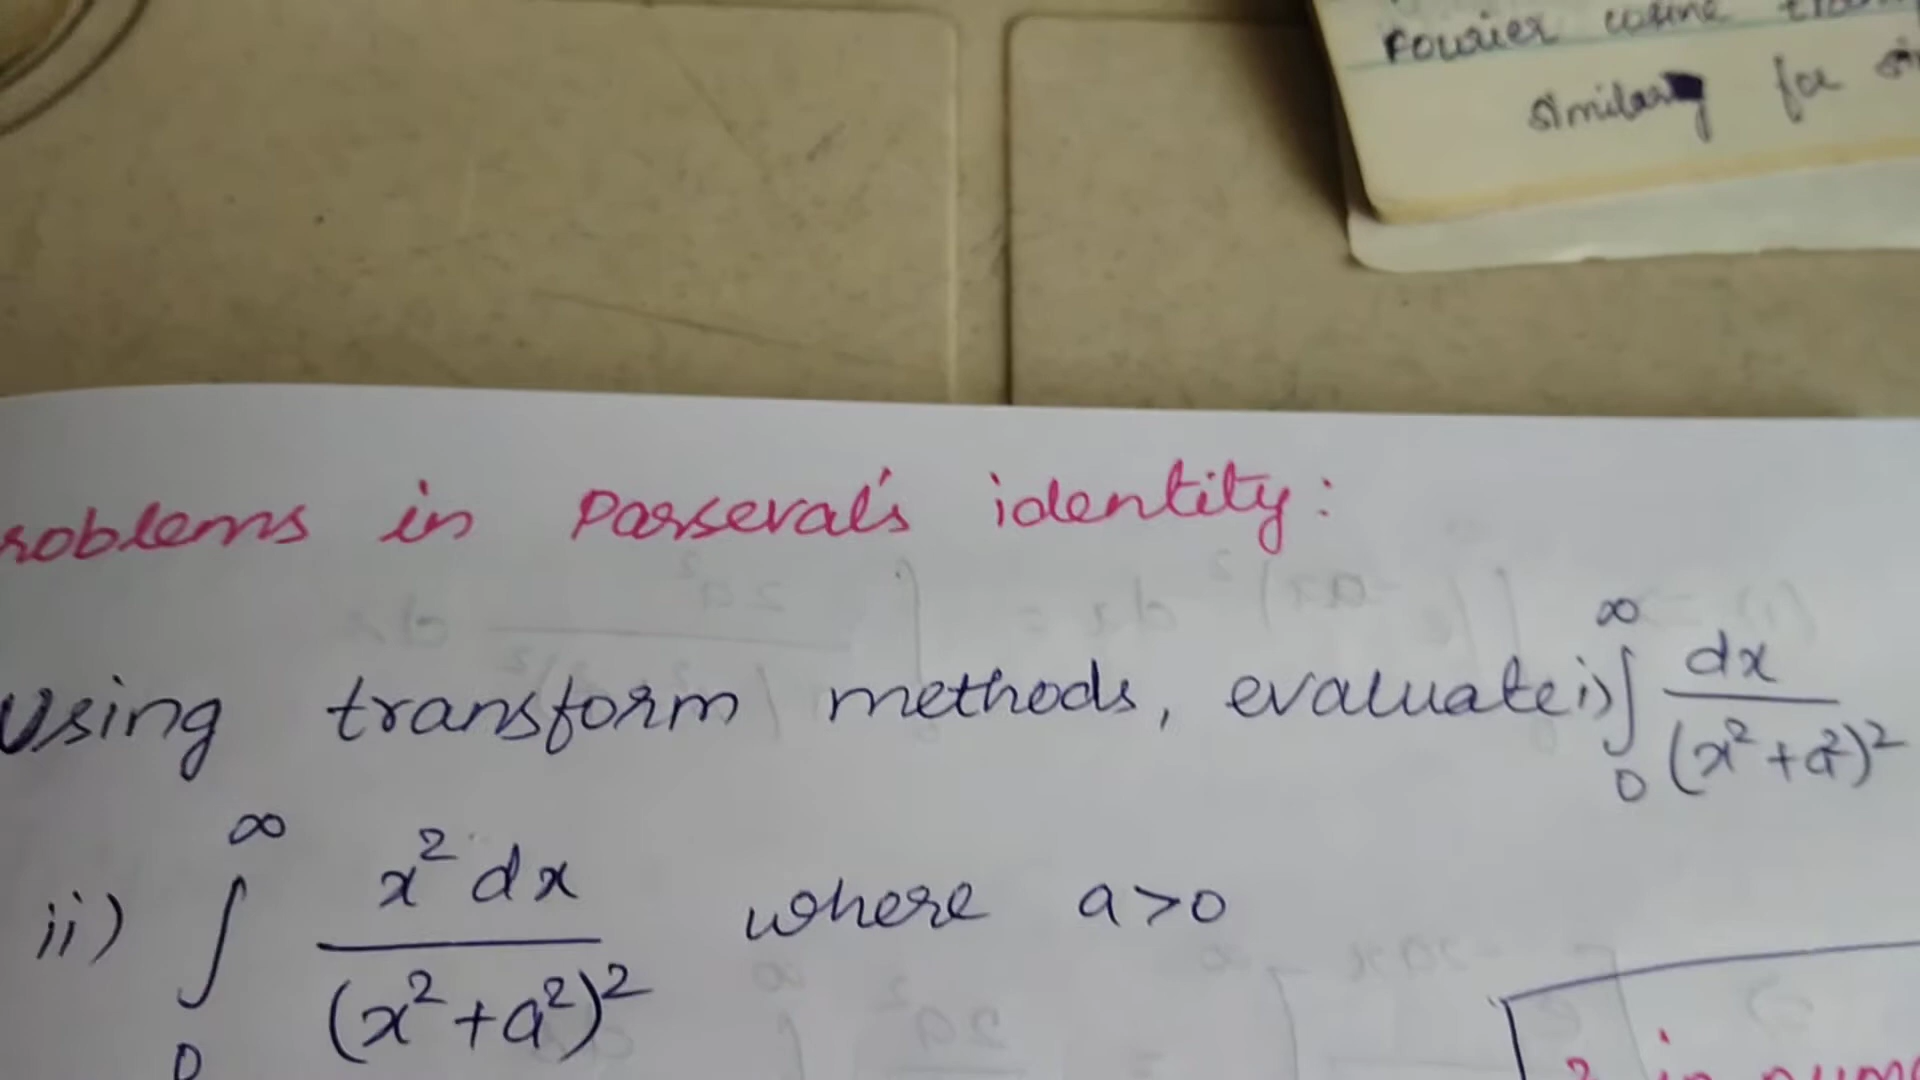 Fourier cosine
similarly for
roblems in Parseval's identity:
Using transform methods, evaluate i) ∫₀^∞ dx/(x²+a²)²
ii) ∫₀^∞ x² dx/(x²+a²)² where a>0
in